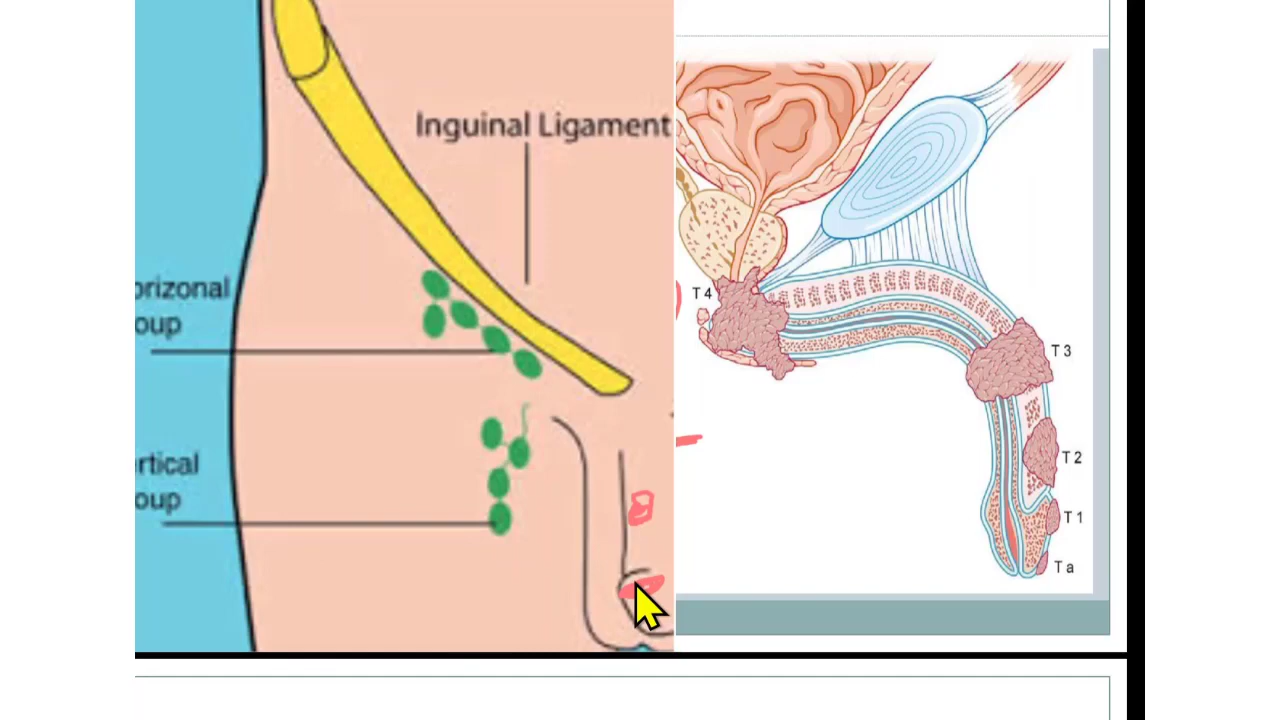 Inguinal Ligament
orizonal
oup
rtical
oup
T4
T3
T2
T1
Ta